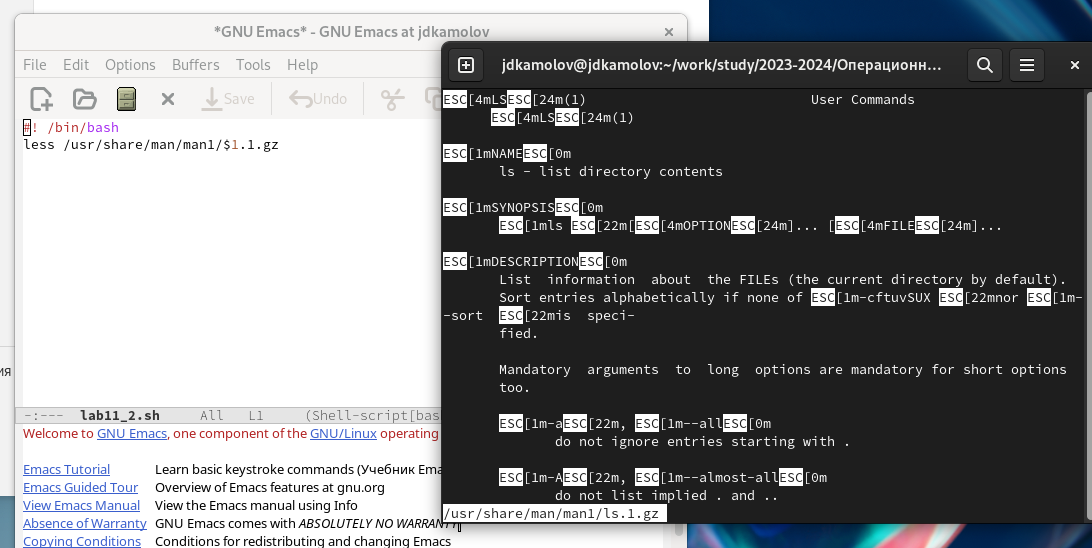 *GNU Emacs* - GNU Emacs at jdkamolov
File Edit Options Buffers Tools Help
Save Undo
#! /bin/bash
less /usr/share/man/man1/$1.1.gz
-:--- lab11_2.sh All L1 (Shell-script[bas
Welcome to GNU Emacs, one component of the GNU/Linux operating
Emacs Tutorial Learn basic keystroke commands (Учебник Ema
Emacs Guided Tour Overview of Emacs features at gnu.org
View Emacs Manual View the Emacs manual using Info
Absence of Warranty GNU Emacs comes with ABSOLUTELY NO WARRANTY
Copying Conditions Conditions for redistributing and changing Emacs
ия
jdkamolov@jdkamolov:~/work/study/2023-2024/Операционн...
ESC[4mLSESC[24m(1) User Commands
ESC[4mLSESC[24m(1)
ESC[1mNAMEESC[0m
ls - list directory contents
ESC[1mSYNOPSISESC[0m
ESC[1mls ESC[22m[ESC[4mOPTIONESC[24m]... [ESC[4mFILEESC[24m]...
ESC[1mDESCRIPTIONESC[0m
List information about the FILEs (the current directory by default).
Sort entries alphabetically if none of ESC[1m-cftuvSUX ESC[22mnor ESC[1m-
-sort ESC[22mis speci-
fied.
Mandatory arguments to long options are mandatory for short options
too.
ESC[1m-aESC[22m, ESC[1m--allESC[0m
do not ignore entries starting with .
ESC[1m-AESC[22m, ESC[1m--almost-allESC[0m
do not list implied . and ..
/usr/share/man/man1/ls.1.gz